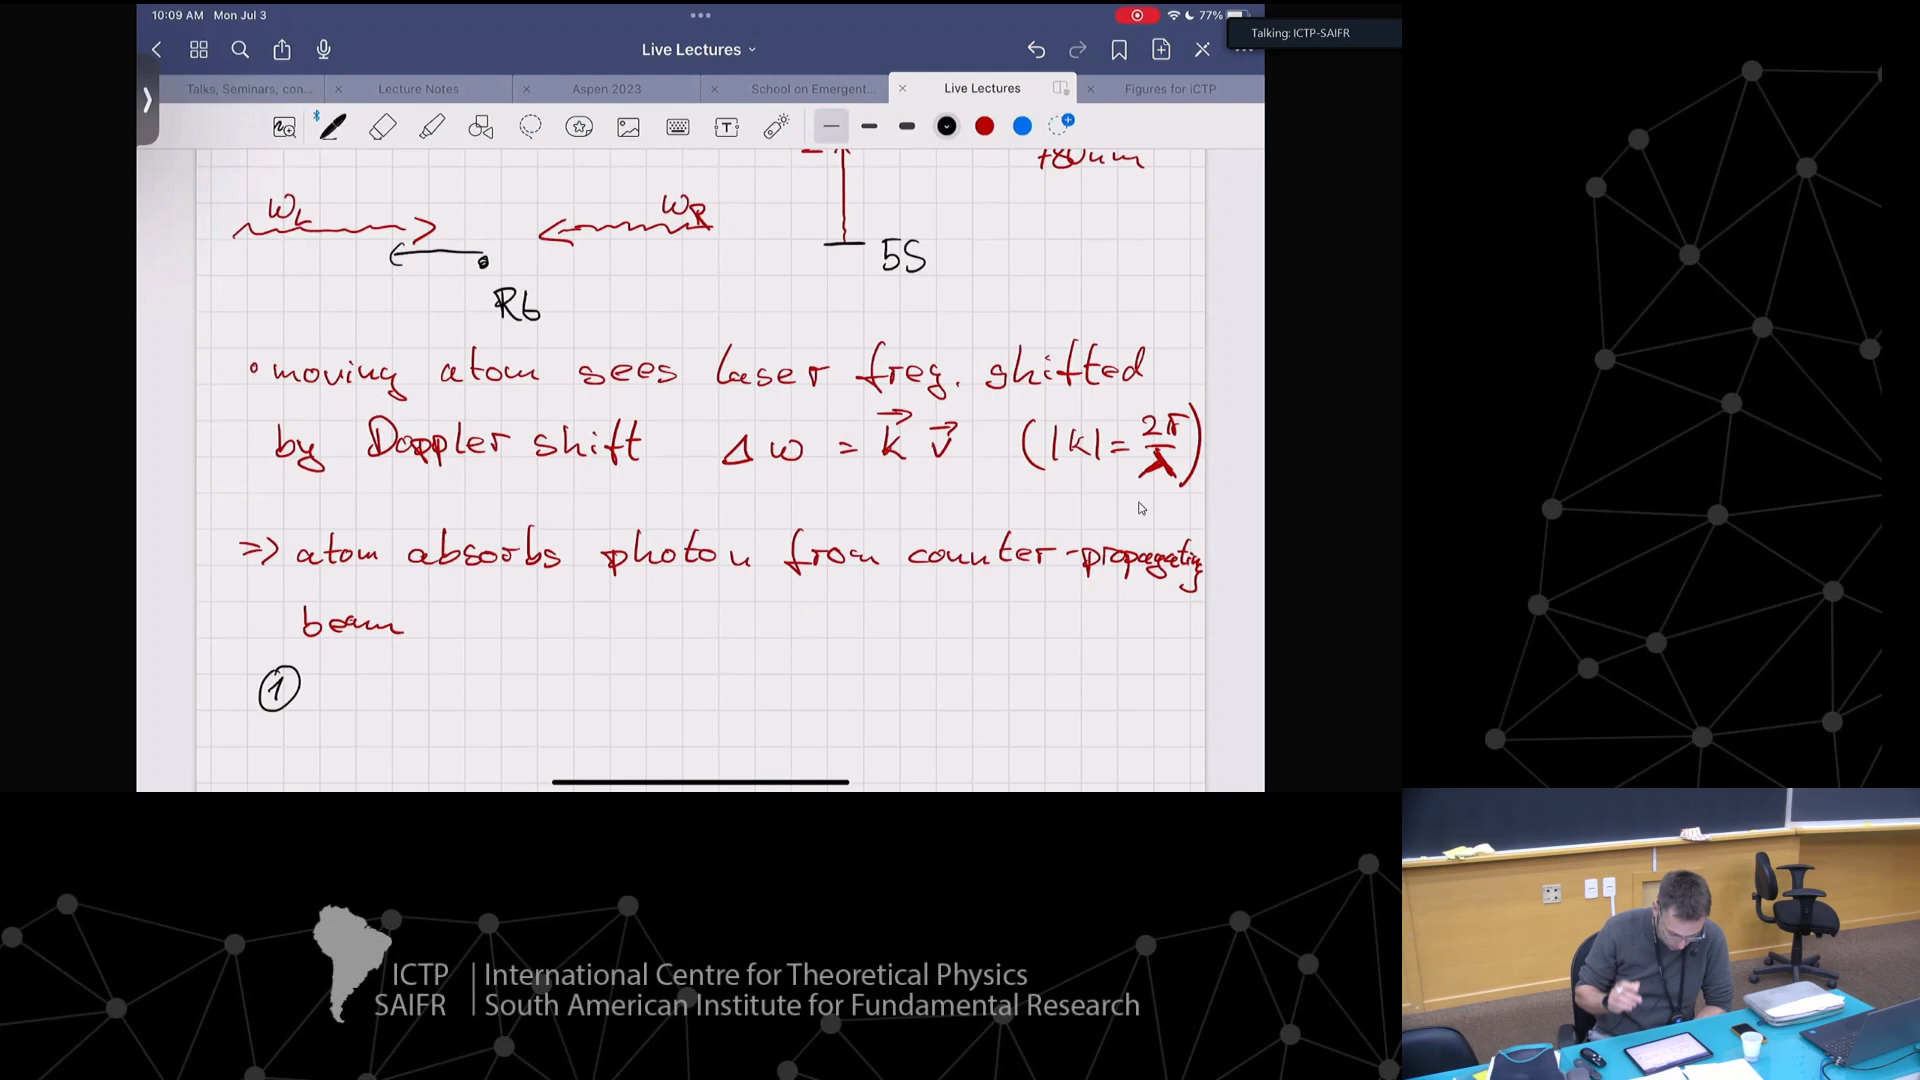 10:09 AM Mon Jul 3
77%
Talking: ICTP-SAIFR
Live Lectures
Talks, Seminars, con...
Lecture Notes
Aspen 2023
School on Emergent...
Live Lectures
Figures for iCTP
780nm
ω_L
ω_R
5S
Rb
• moving atom sees laser freq. shifted
by Doppler shift Δω = k⃗ v⃗ (|k| = 2π/λ)
=> atom absorbs photon from counter-propagating
beam
①
ICTP | International Centre for Theoretical Physics
SAIFR | South American Institute for Fundamental Research